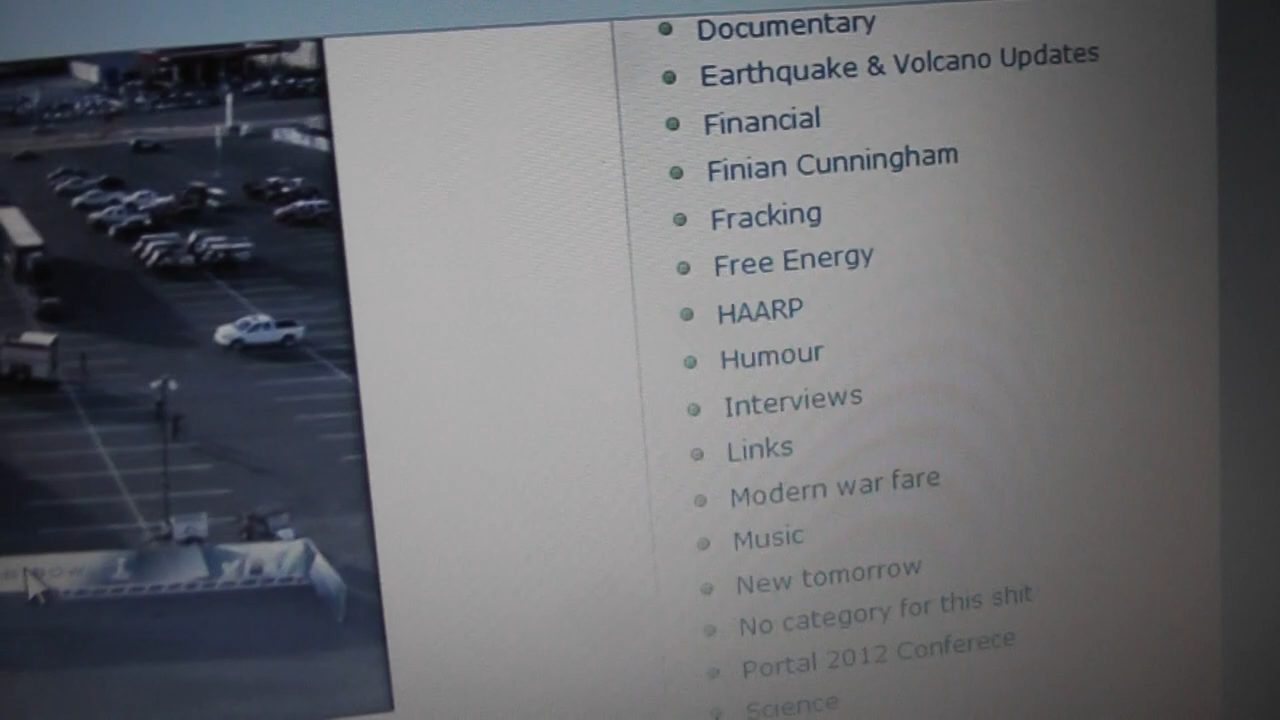 Documentary
Earthquake & Volcano Updates
Financial
Finian Cunningham
Fracking
Free Energy
HAARP
Humour
Interviews
Links
Modern war fare
Music
New tomorrow
No category for this shit
Portal 2012 Conferece
Science